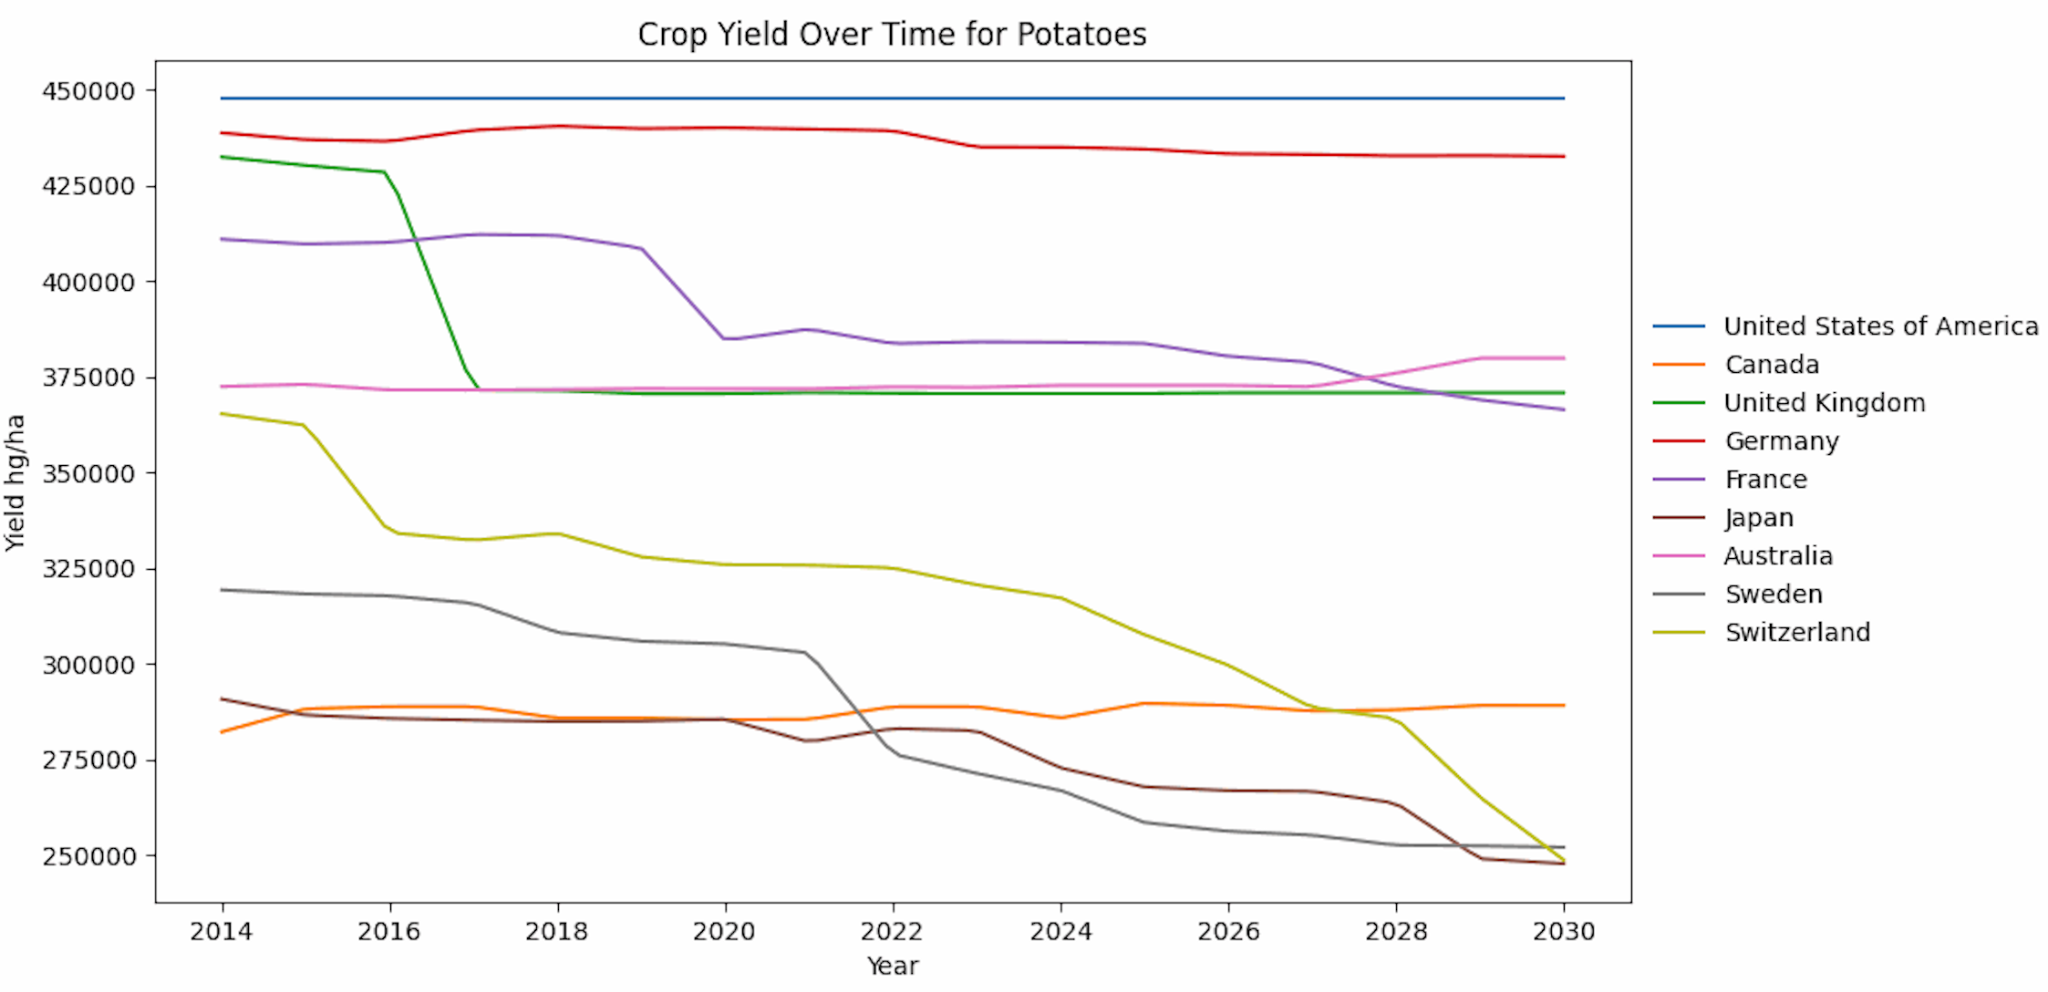 Crop Yield Over Time for Potatoes
Yield hg/ha
450000
425000
400000
375000
350000
325000
300000
275000
250000
2014 2016 2018 2020 2022 2024 2026 2028 2030
Year
United States of America
Canada
United Kingdom
Germany
France
Japan
Australia
Sweden
Switzerland